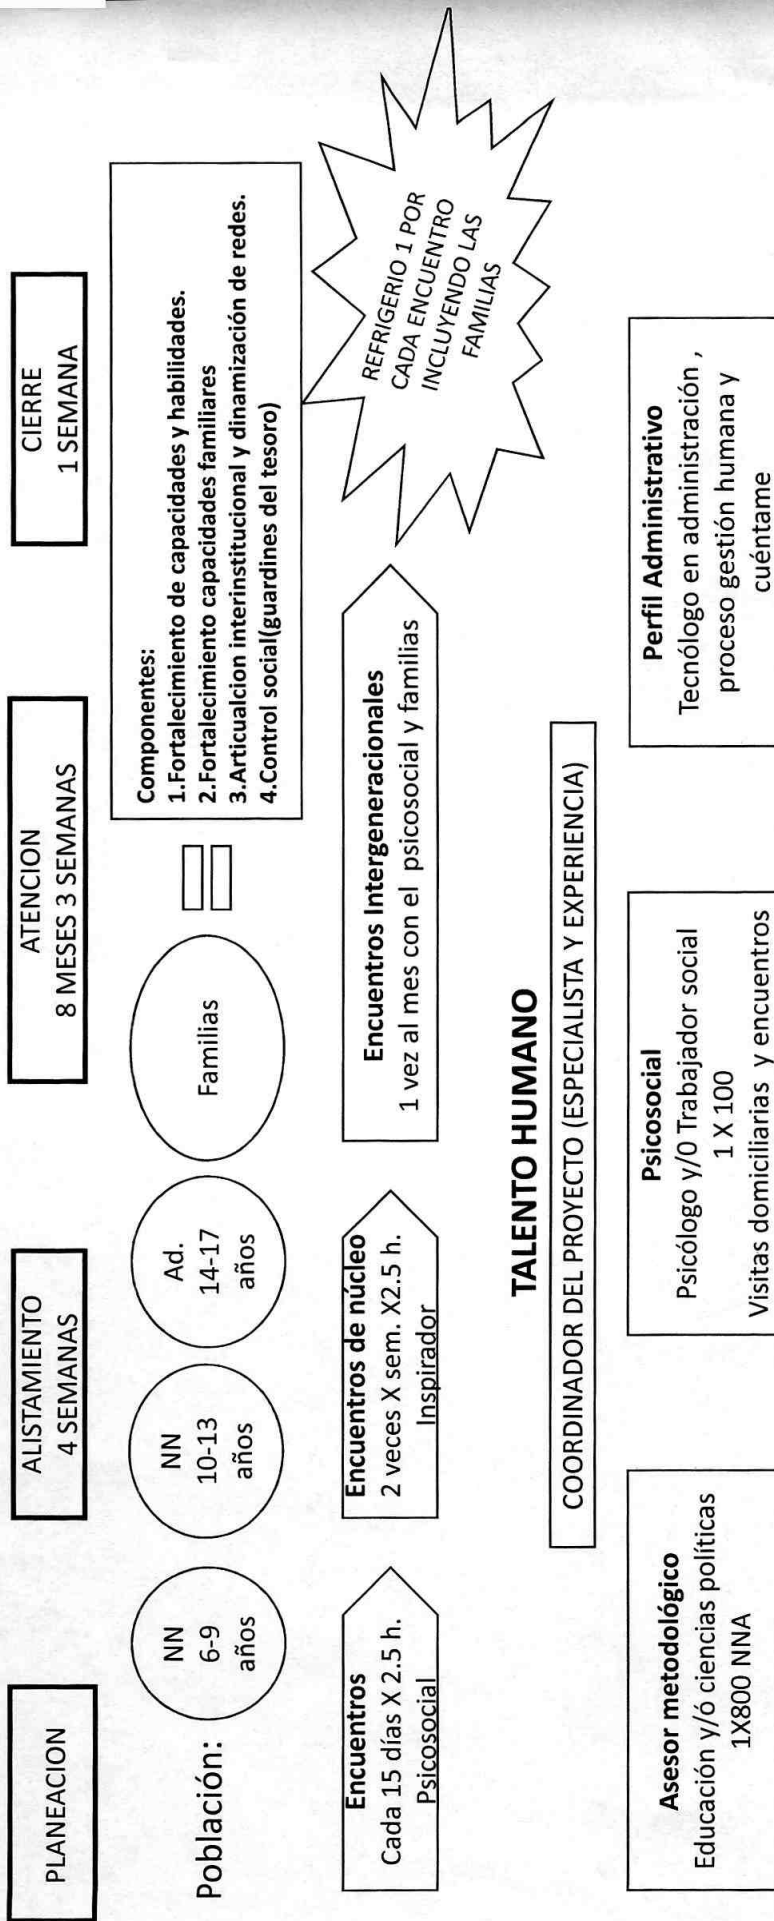 PLANEACION
ALISTAMIENTO
4 SEMANAS
ATENCION
8 MESES 3 SEMANAS
CIERRE
1 SEMANA
Población:
NN
6-9
años
NN
10-13
años
Ad.
14-17
años
Familias
Componentes:
1.Fortalecimiento de capacidades y habilidades.
2.Fortalecimiento capacidades familiares
3.Articualcion interinstitucional y dinamización de redes.
4.Control social(guardines del tesoro)
Encuentros
Cada 15 días X 2.5 h.
Psicosocial
Encuentros de núcleo
2 veces X sem. X2.5 h.
Inspirador
Encuentros Intergeneracionales
1 vez al mes con el psicosocial y familias
REFRIGERIO 1 POR
CADA ENCUENTRO
INCLUYENDO LAS
FAMILIAS
TALENTO HUMANO
COORDINADOR DEL PROYECTO (ESPECIALISTA Y EXPERIENCIA)
Asesor metodológico
Educación y/ó ciencias políticas
1X800 NNA
Psicosocial
Psicólogo y/0 Trabajador social
1 X 100
Visitas domiciliarias y encuentros
Perfil Administrativo
Tecnólogo en administración ,
proceso gestión humana y
cuéntame